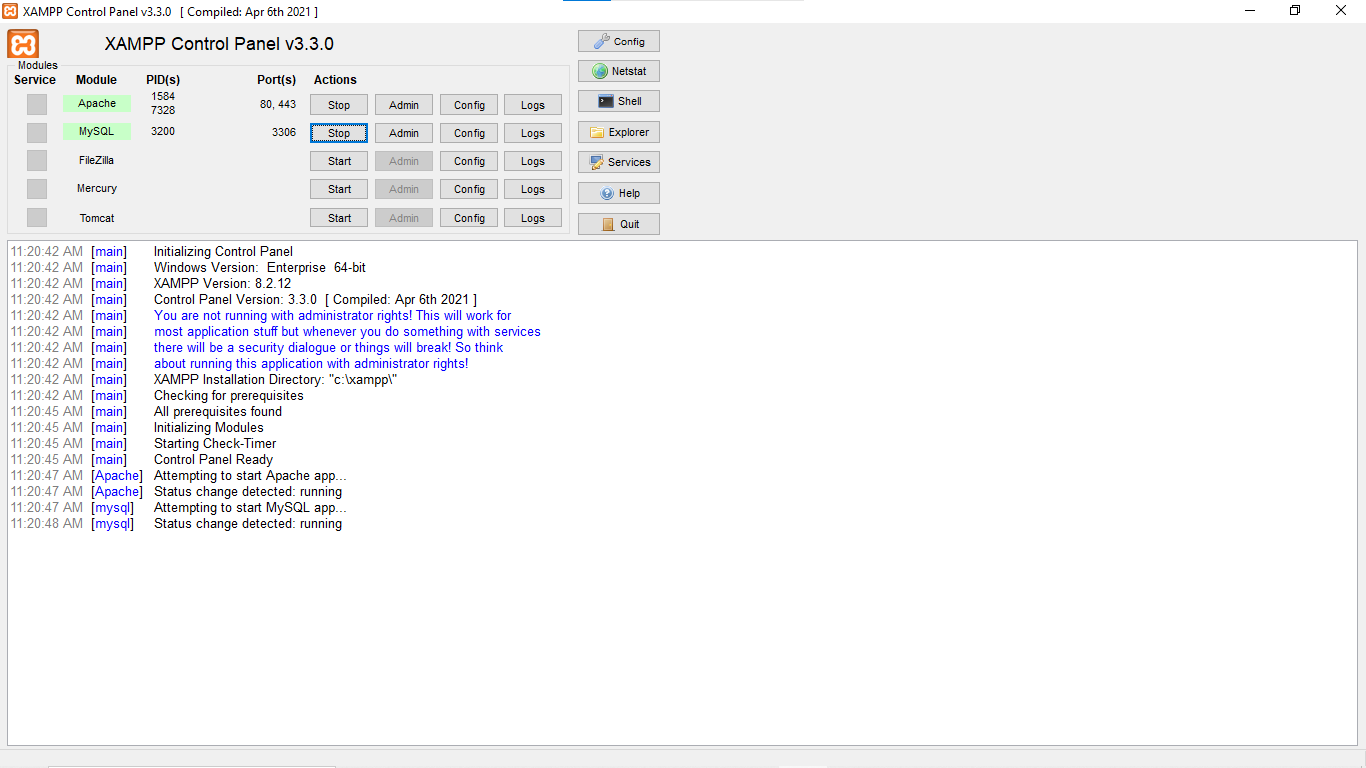 XAMPP Control Panel v3.3.0 [ Compiled: Apr 6th 2021 ]
XAMPP Control Panel v3.3.0
Modules
Service Module PID(s) Port(s) Actions
Apache 1584 7328 80, 443 Stop Admin Config Logs
MySQL 3200 3306 Stop Admin Config Logs
FileZilla Start Admin Config Logs
Mercury Start Admin Config Logs
Tomcat Start Admin Config Logs
Config
Netstat
Shell
Explorer
Services
Help
Quit
11:20:42 AM [main] Initializing Control Panel
11:20:42 AM [main] Windows Version: Enterprise 64-bit
11:20:42 AM [main] XAMPP Version: 8.2.12
11:20:42 AM [main] Control Panel Version: 3.3.0 [ Compiled: Apr 6th 2021 ]
11:20:42 AM [main] You are not running with administrator rights! This will work for
11:20:42 AM [main] most application stuff but whenever you do something with services
11:20:42 AM [main] there will be a security dialogue or things will break! So think
11:20:42 AM [main] about running this application with administrator rights!
11:20:42 AM [main] XAMPP Installation Directory: "c:\xampp\"
11:20:42 AM [main] Checking for prerequisites
11:20:45 AM [main] All prerequisites found
11:20:45 AM [main] Initializing Modules
11:20:45 AM [main] Starting Check-Timer
11:20:45 AM [main] Control Panel Ready
11:20:47 AM [Apache] Attempting to start Apache app...
11:20:47 AM [Apache] Status change detected: running
11:20:47 AM [mysql] Attempting to start MySQL app...
11:20:48 AM [mysql] Status change detected: running